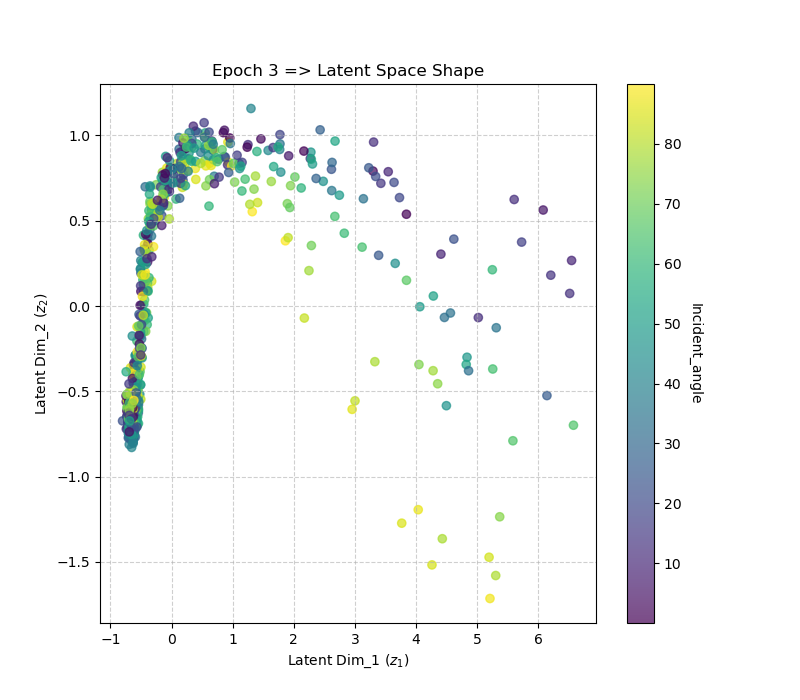 Epoch 3 => Latent Space Shape
Latent Dim_2 (z₂)
1.0
0.5
0.0
−0.5
−1.0
−1.5
−1 0 1 2 3 4 5 6
Latent Dim_1 (z₁)
80
70
60
50
40
30
20
10
Incident_angle